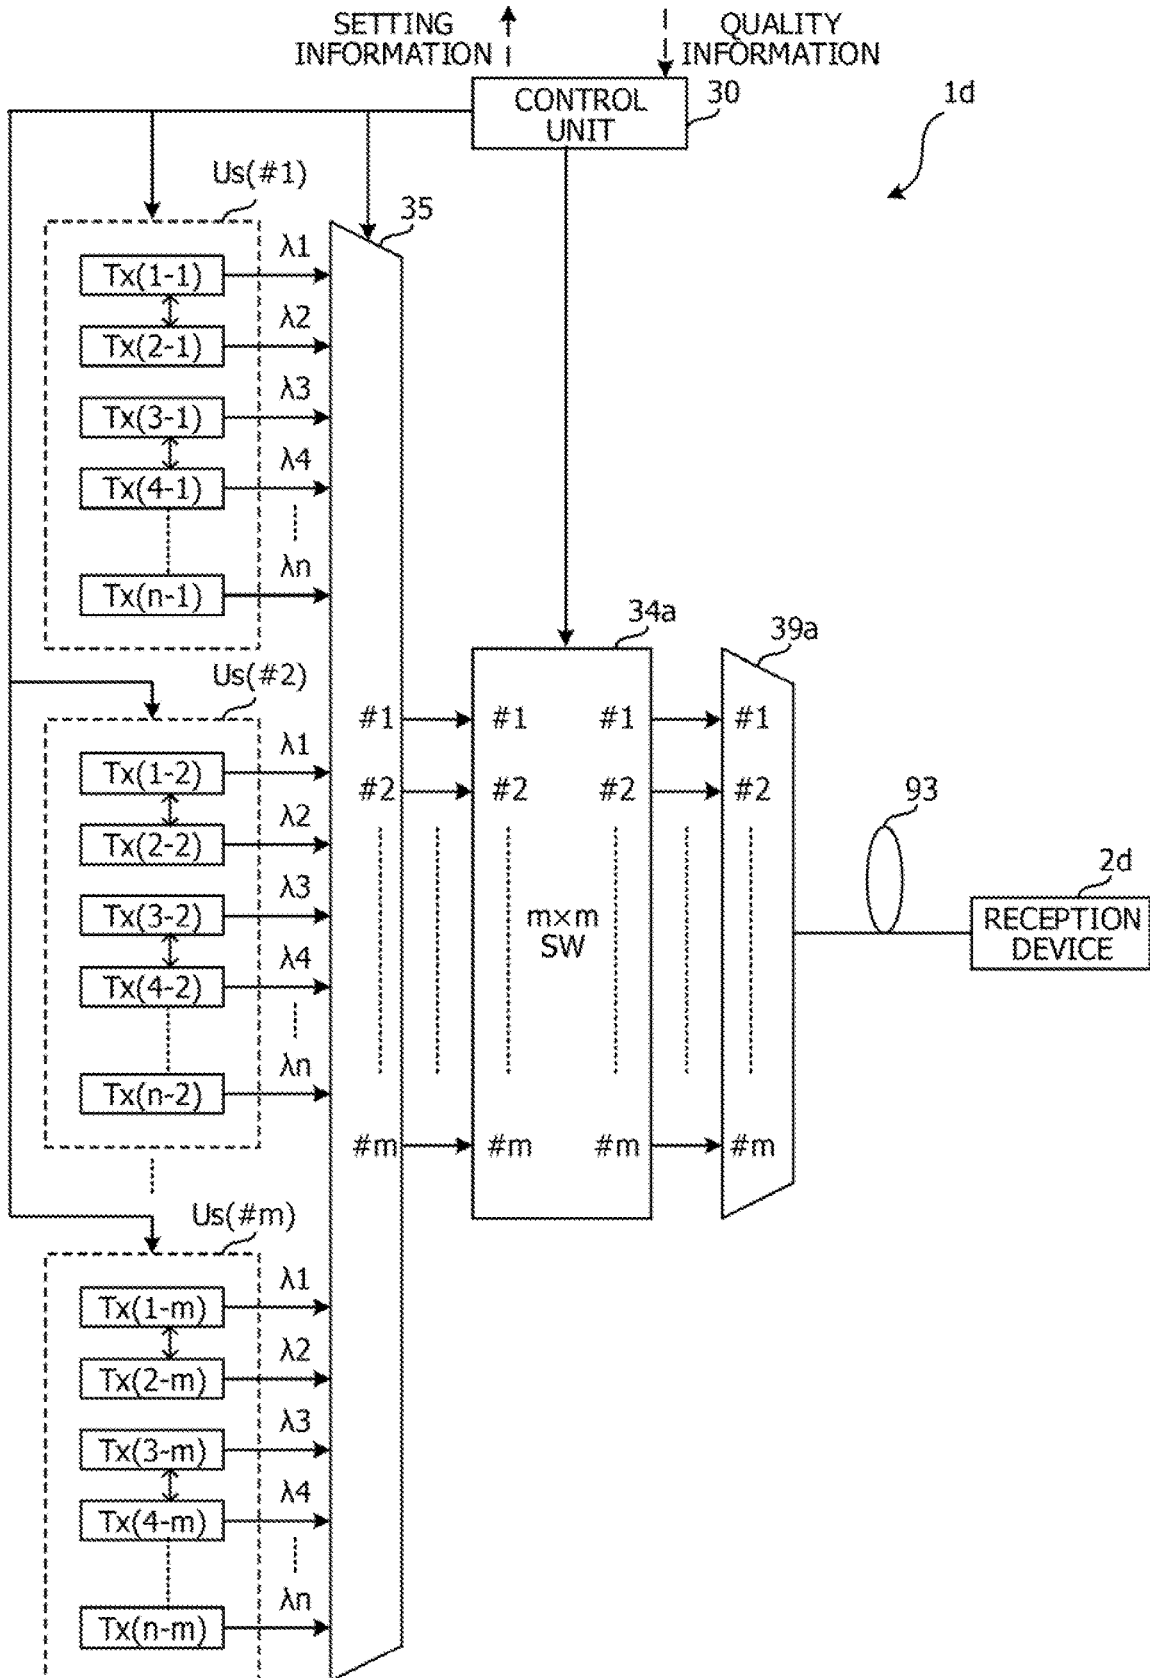 SETTING
INFORMATION
QUALITY
INFORMATION
CONTROL
UNIT
30
1d
Us(#1)
35
Tx(1-1)
λ1
Tx(2-1)
λ2
Tx(3-1)
λ3
Tx(4-1)
λ4
Tx(n-1)
λn
34a
39a
Us(#2)
#1
#1
#1
#1
Tx(1-2)
λ1
#2
#2
#2
#2
Tx(2-2)
λ2
93
Tx(3-2)
λ3
m×m
SW
2d
RECEPTION
DEVICE
Tx(4-2)
λ4
Tx(n-2)
λn
#m
#m
#m
#m
Us(#m)
Tx(1-m)
λ1
Tx(2-m)
λ2
Tx(3-m)
λ3
Tx(4-m)
λ4
Tx(n-m)
λn